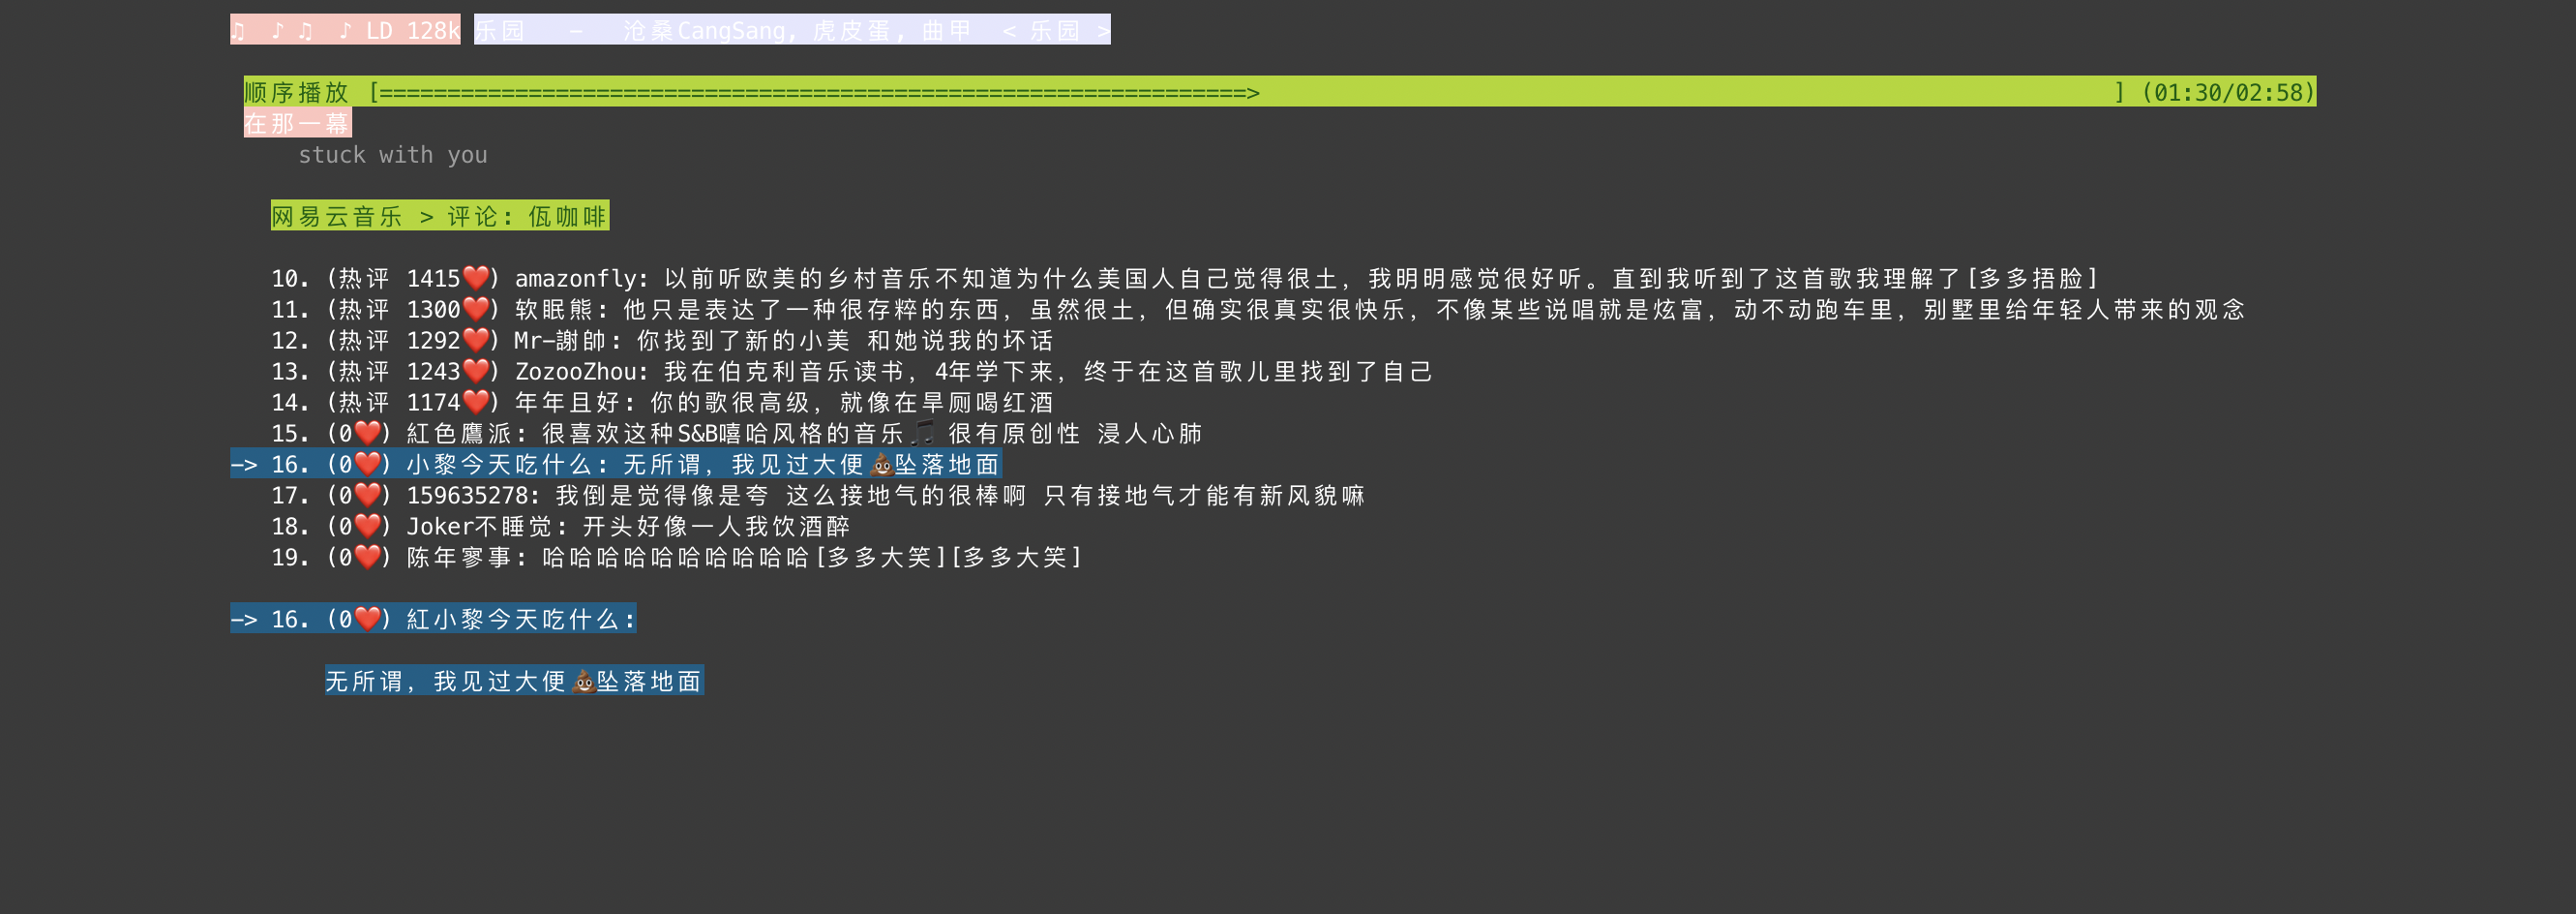 ♫ ♪ ♫ ♪ LD 128k 乐园 - 沧桑CangSang, 虎皮蛋, 曲甲 < 乐园 >
顺序播放 [================================================================> ] (01:30/02:58)
在那一幕
stuck with you
网易云音乐 > 评论: 佤咖啡
10. (热评 1415❤️) amazonfly: 以前听欧美的乡村音乐不知道为什么美国人自己觉得很土，我明明感觉很好听。直到我听到了这首歌我理解了[多多捂脸]
11. (热评 1300❤️) 软眠熊: 他只是表达了一种很存粹的东西，虽然很土，但确实很真实很快乐，不像某些说唱就是炫富，动不动跑车里，别墅里给年轻人带来的观念
12. (热评 1292❤️) Mr-謝帥: 你找到了新的小美 和她说我的坏话
13. (热评 1243❤️) ZozooZhou: 我在伯克利音乐读书，4年学下来，终于在这首歌儿里找到了自己
14. (热评 1174❤️) 年年且好: 你的歌很高级，就像在旱厕喝红酒
15. (0❤️) 紅色鷹派: 很喜欢这种S&B嘻哈风格的音乐🎵 很有原创性 浸人心肺
-> 16. (0❤️) 小黎今天吃什么: 无所谓，我见过大便💩坠落地面
17. (0❤️) 159635278: 我倒是觉得像是夸 这么接地气的很棒啊 只有接地气才能有新风貌嘛
18. (0❤️) Joker不睡觉: 开头好像一人我饮酒醉
19. (0❤️) 陈年寥事: 哈哈哈哈哈哈哈哈哈哈[多多大笑][多多大笑]
-> 16. (0❤️) 紅小黎今天吃什么:
无所谓，我见过大便💩坠落地面